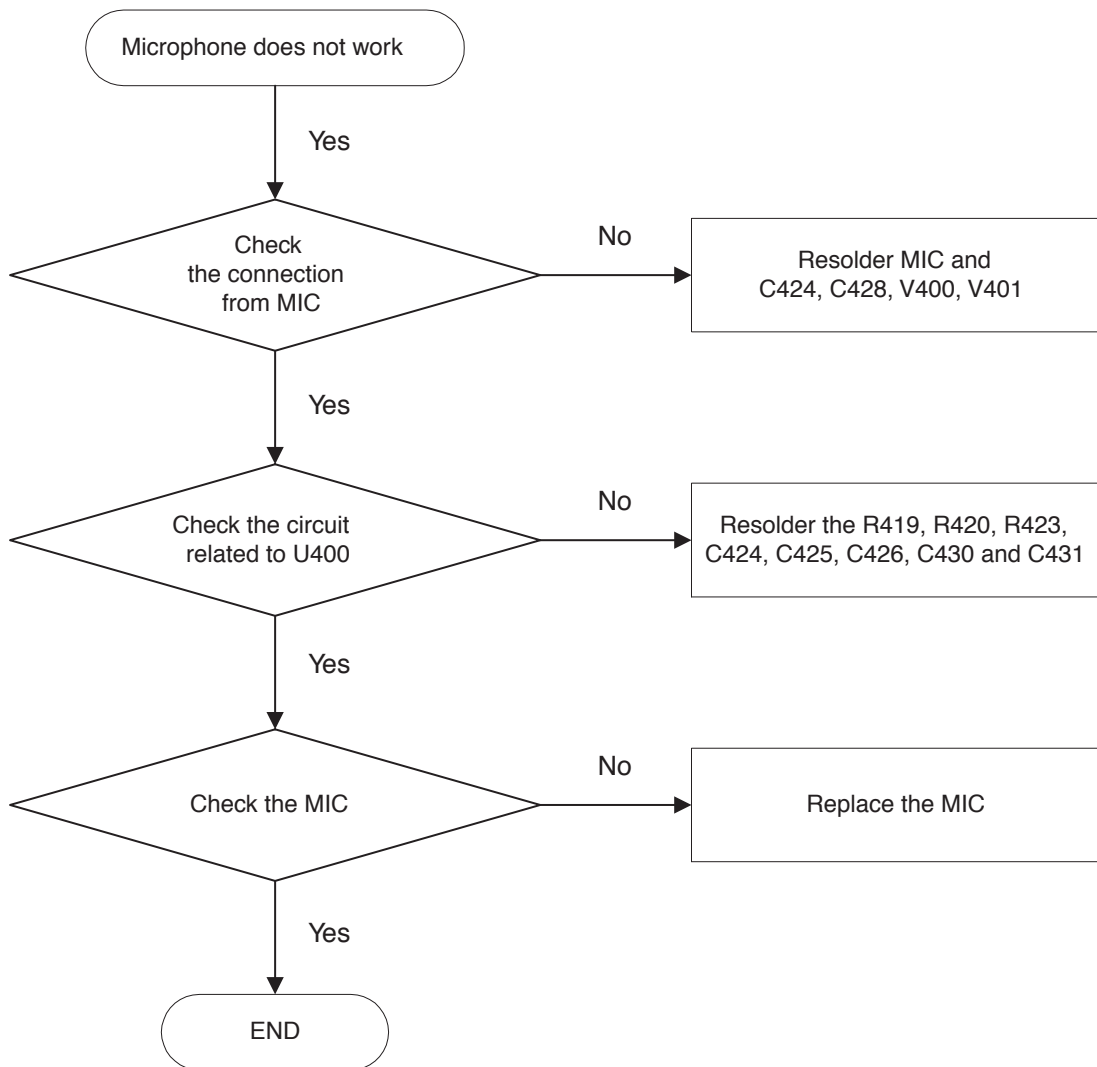 Microphone does not work
Yes
Check
the connection
from MIC
No
Resolder MIC and
C424, C428, V400, V401
Yes
Check the circuit
related to U400
No
Resolder the R419, R420, R423,
C424, C425, C426, C430 and C431
Yes
Check the MIC
No
Replace the MIC
Yes
END